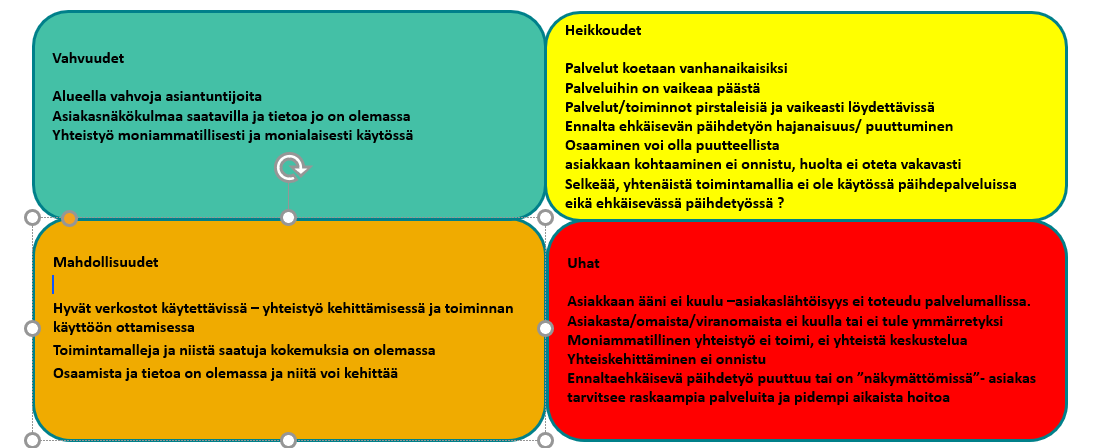 Vahvuudet
Alueella vahvoja asiantuntijoita
Asiakasnäkökulmaa saatavilla ja tietoa jo on olemassa
Yhteistyö moniammatillisesti ja monialaisesti käytössä
Heikkoudet
Palvelut koetaan vanhanaikaisiksi
Palveluihin on vaikeaa päästä
Palvelut/toiminnot pirstaleisiä ja vaikeasti löydettävissä
Ennalta ehkäisevän päihdetyön hajanaisuus/ puuttuminen
Osaaminen voi olla puutteellista
asiakkaan kohtaaminen ei onnistu, huolta ei oteta vakavasti
Selkeää, yhtenäistä toimintamallia ei ole käytössä päihdepalveluissa
eikä ehkäisevässä päihdetyössä ?
Mahdollisuudet
Hyvät verkostot käytettävissä – yhteistyö kehittämisessä ja toiminnan
käyttöön ottamisessa
Toimintamalleja ja niistä saatuja kokemuksia on olemassa
Osaamista ja tietoa on olemassa ja niitä voi kehittää
Uhat
Asiakkaan ääni ei kuulu –asiakaslähtöisyys ei toteudu palvelumallissa.
Asiakasta/omaista/viranomaista ei kuulla tai ei tule ymmärretyksi
Moniammatillinen yhteistyö ei toimi, ei yhteistä keskustelua
Yhteiskehittäminen ei onnistu
Ennaltaehkäisevä päihdetyö puuttuu tai on ”näkymättömissä”- asiakas
tarvitsee raskaampia palveluita ja pidempi aikaista hoitoa